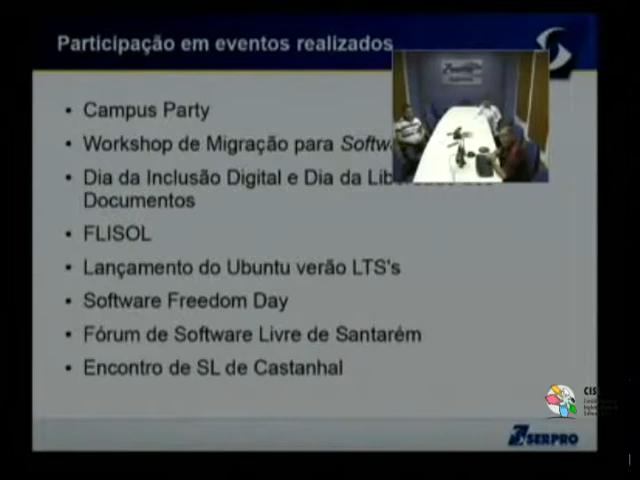 Participação em eventos realizados
• Campus Party
• Workshop de Migração para
• Dia da Inclusão Digital e Dia da
Documentos
• FLISOL
• Lançamento do Ubuntu verão LTS's
• Software Freedom Day
• Fórum de Software Livre de Santarém
• Encontro de SL de Castanhal
CIS
SERPRO